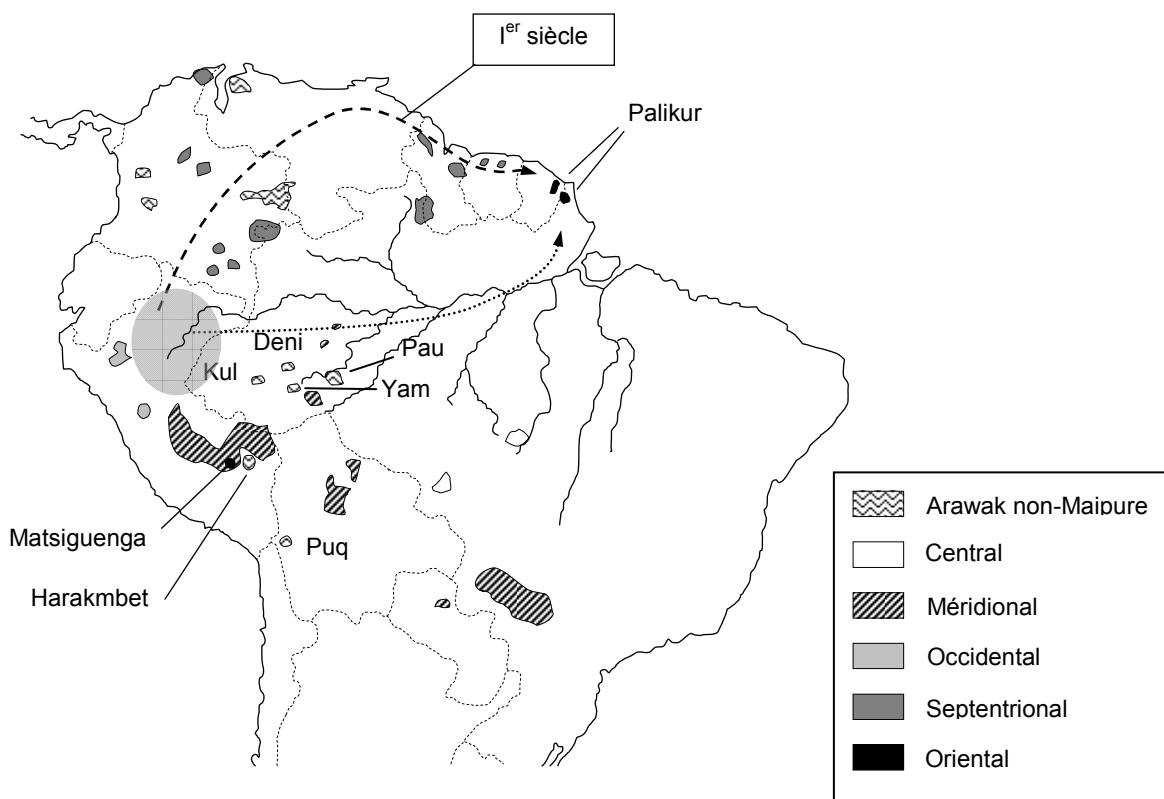 Ier siècle
Palikur
Deni
Pau
Kul
Yam
Matsiguenga
Puq
Harakmbet
Arawak non-Maipure
Central
Méridional
Occidental
Septentrional
Oriental